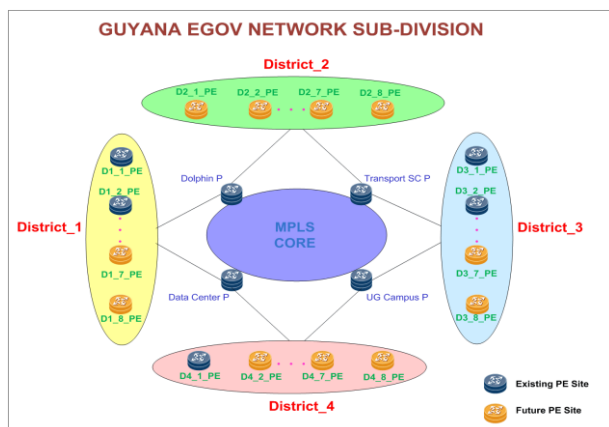 GUYANA EGOV NETWORK SUB-DIVISION
District_2
D2_1_PE D2_2_PE D2_7_PE D2_8_PE
D1_1_PE
D1_2_PE
D1_7_PE
D1_8_PE
District_1
Dolphin P
Transport SC P
MPLS
CORE
Data Center P
UG Campus P
D3_1_PE
D3_2_PE
D3_7_PE
D3_8_PE
District_3
D4_1_PE D4_2_PE D4_7_PE D4_8_PE
District_4
Existing PE Site
Future PE Site